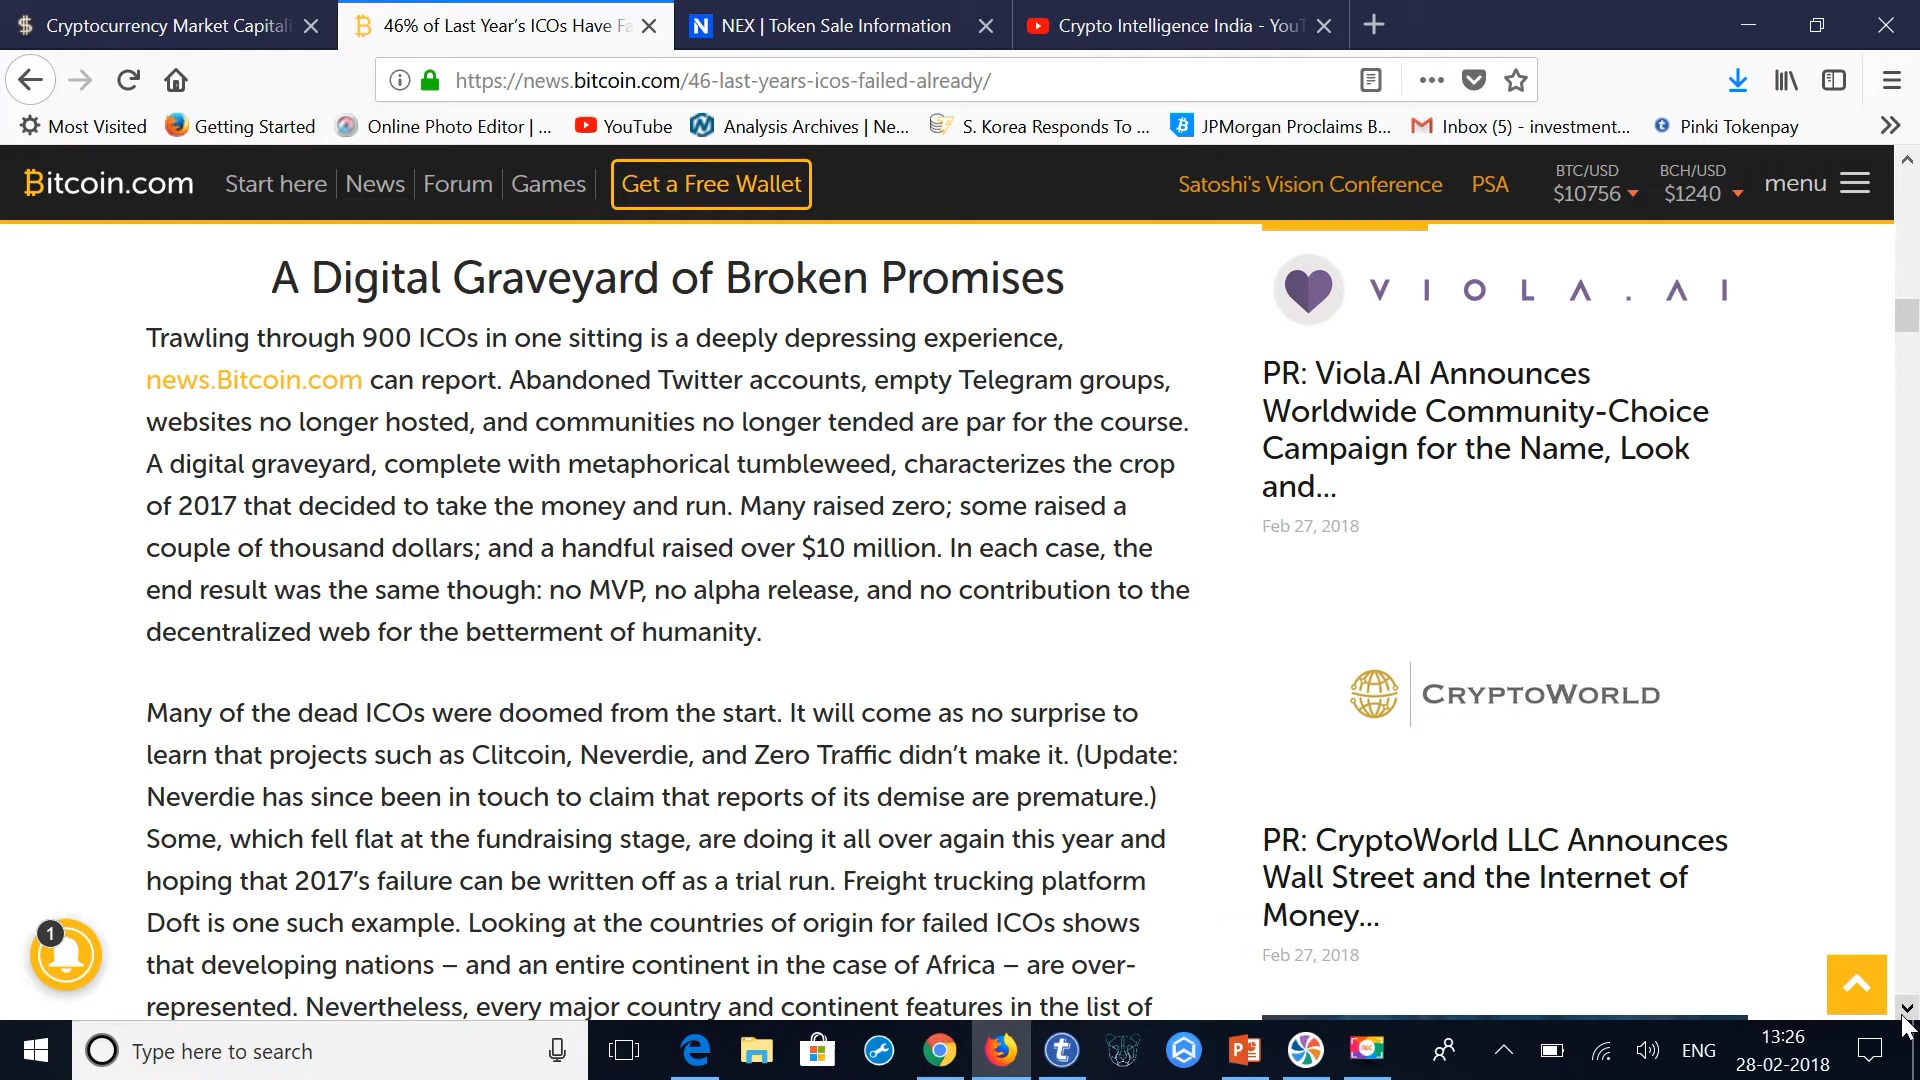 Cryptocurrency Market Capitali
46% of Last Year's ICOs Have Fa
NEX | Token Sale Information
Crypto Intelligence India - YouT
https://news.bitcoin.com/46-last-years-icos-failed-already/
Most Visited
Getting Started
Online Photo Editor | ...
YouTube
Analysis Archives | Ne...
S. Korea Responds To ...
JPMorgan Proclaims B...
Inbox (5) - investment...
Pinki Tokenpay
Bitcoin.com
Start here
News
Forum
Games
Get a Free Wallet
Satoshi's Vision Conference
PSA
BTC/USD
$10756
BCH/USD
$1240
menu
A Digital Graveyard of Broken Promises
Trawling through 900 ICOs in one sitting is a deeply depressing experience,
news.Bitcoin.com can report. Abandoned Twitter accounts, empty Telegram groups,
websites no longer hosted, and communities no longer tended are par for the course.
A digital graveyard, complete with metaphorical tumbleweed, characterizes the crop
of 2017 that decided to take the money and run. Many raised zero; some raised a
couple of thousand dollars; and a handful raised over $10 million. In each case, the
end result was the same though: no MVP, no alpha release, and no contribution to the
decentralized web for the betterment of humanity.
Many of the dead ICOs were doomed from the start. It will come as no surprise to
learn that projects such as Clitcoin, Neverdie, and Zero Traffic didn't make it. (Update:
Neverdie has since been in touch to claim that reports of its demise are premature.)
Some, which fell flat at the fundraising stage, are doing it all over again this year and
hoping that 2017's failure can be written off as a trial run. Freight trucking platform
Doft is one such example. Looking at the countries of origin for failed ICOs shows
that developing nations – and an entire continent in the case of Africa – are over-
represented. Nevertheless, every major country and continent features in the list of
VIOLA.AI
PR: Viola.AI Announces
Worldwide Community-Choice
Campaign for the Name, Look
and...
Feb 27, 2018
CRYPTOWORLD
PR: CryptoWorld LLC Announces
Wall Street and the Internet of
Money...
Feb 27, 2018
1
Type here to search
ENG
13:26
28-02-2018